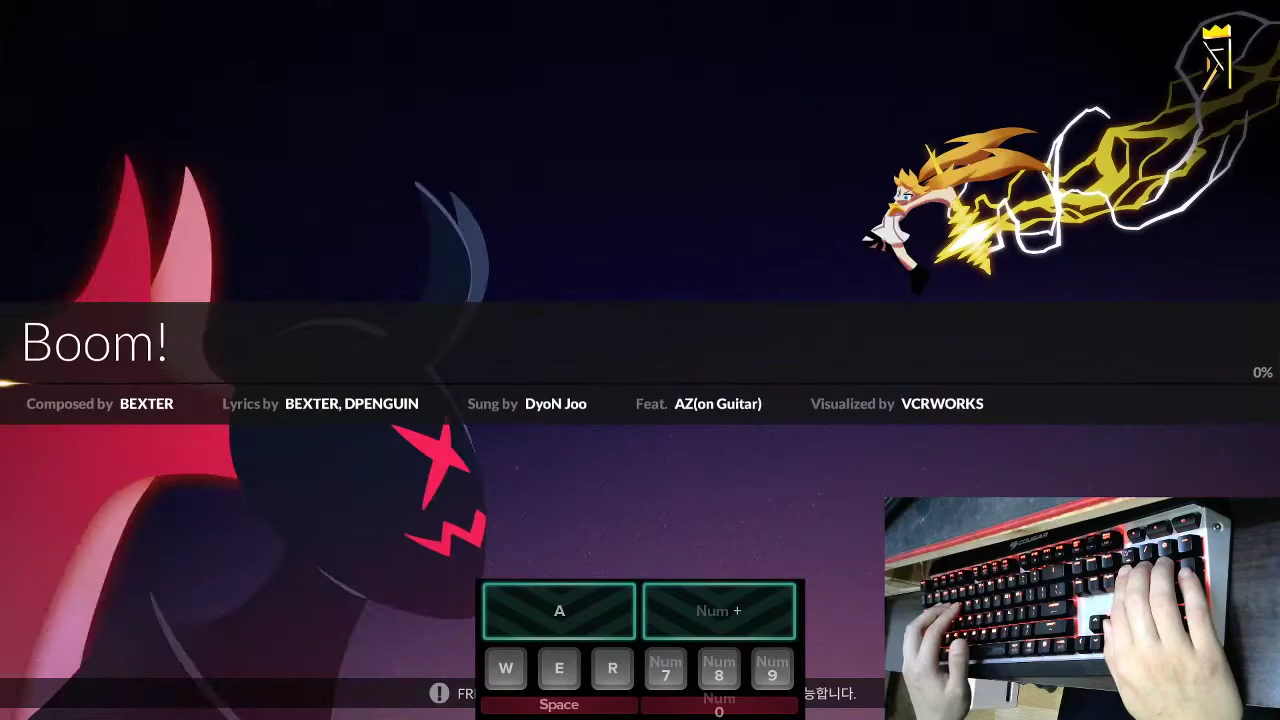 Boom!
0%
Composed by BEXTER Lyrics by BEXTER, DPENGUIN Sung by DyoN Joo Feat. AZ(on Guitar) Visualized by VCRWORKS
COUGAR
A Num +
W E R Num 7 Num 8 Num 9
FR 능합니다.
Space Num 0